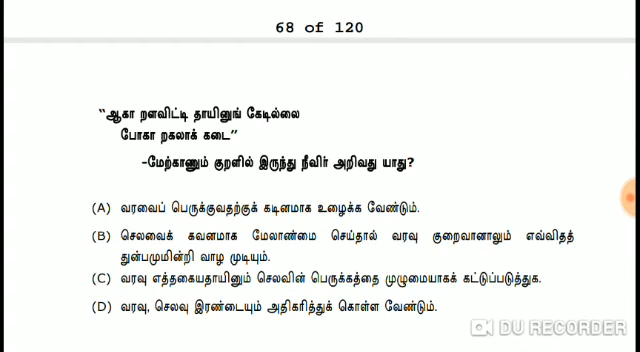 68 of 120
“ஆகா றளவிட்டி தாயினுங் கேடில்லை
போகா றகலாக் கடை”
-மேற்காணும் குறளில் இருந்து நீவிர் அறிவது யாது?
(A) வரவைப் பெருக்குவதற்குக் கடினமாக உழைக்க வேண்டும்.
(B) செலவைக் கவனமாக மேலாண்மை செய்தால் வரவு குறைவானாலும் எவ்விதத்
துன்பமுமின்றி வாழ முடியும்.
(C) வரவு எத்தகையதாயினும் செலவின் பெருக்கத்தை முழுமையாகக் கட்டுப்படுத்துக.
(D) வரவு, செலவு இரண்டையும் அதிகரித்துக் கொள்ள வேண்டும்.
DU RECORDER